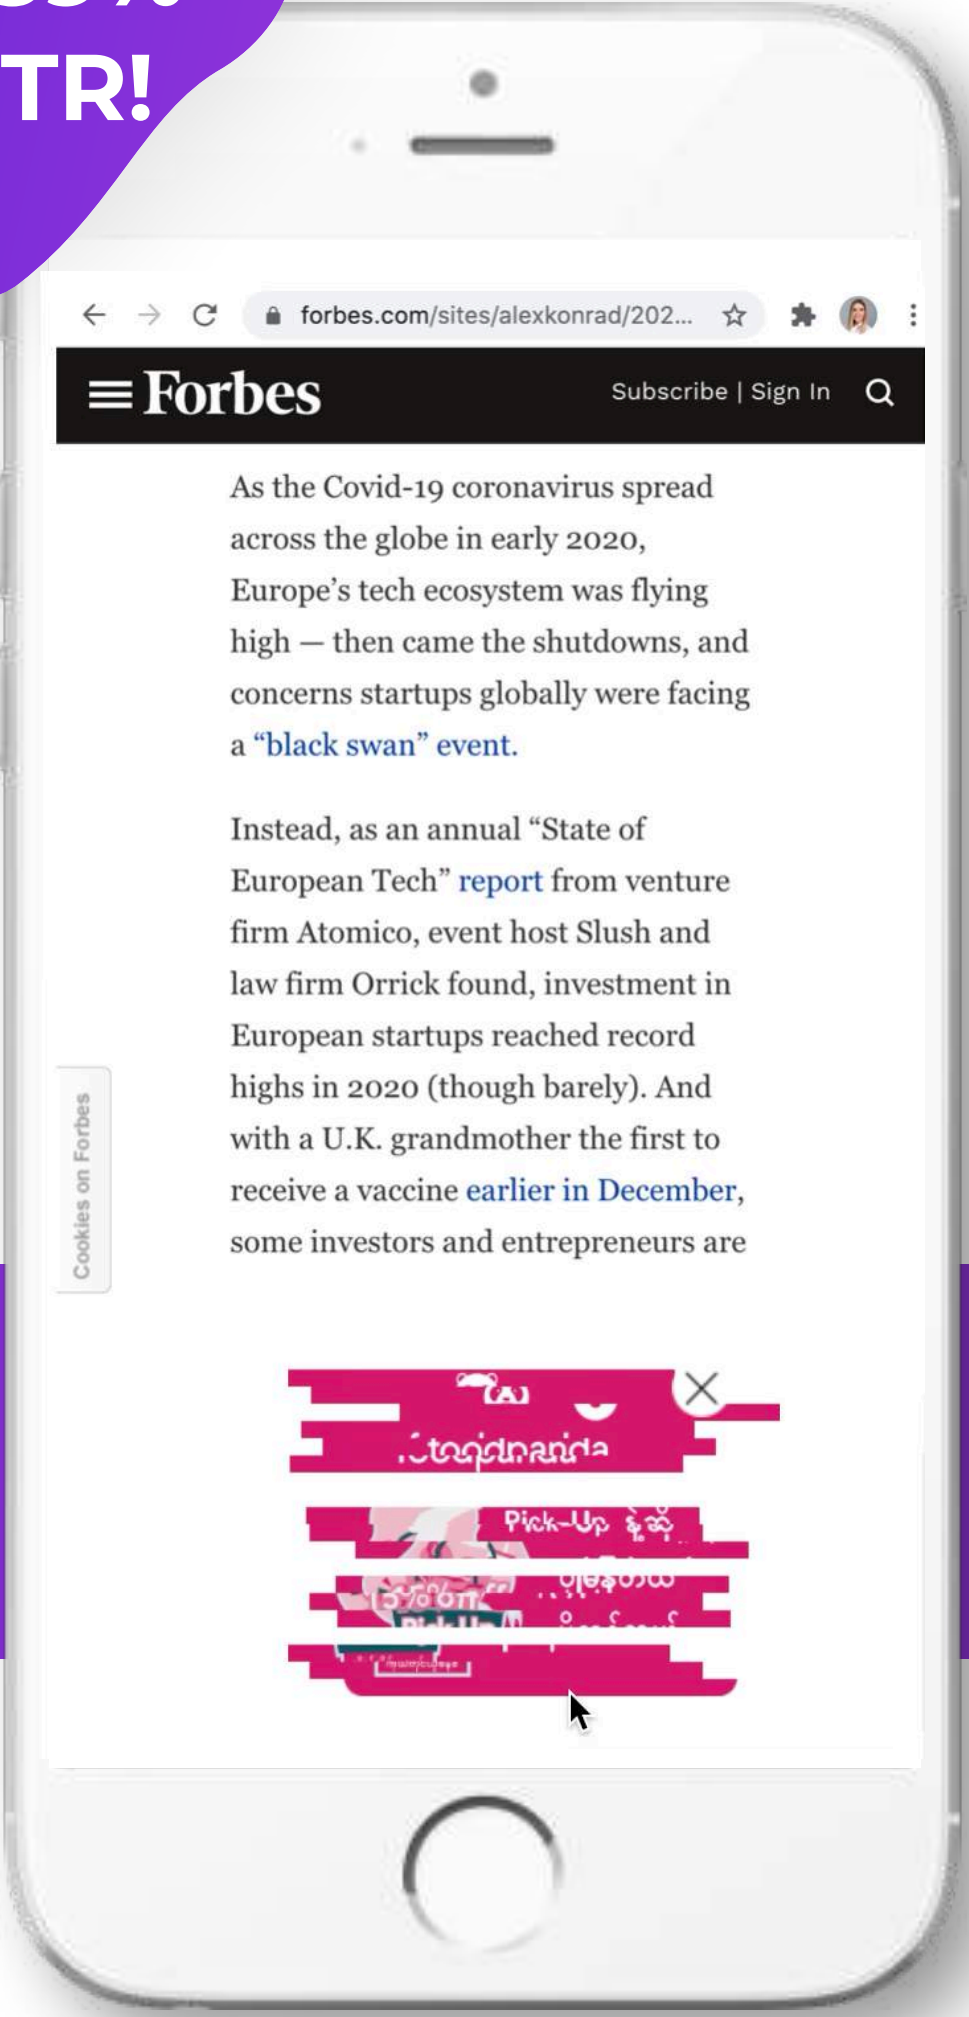 TR!
forbes.com/sites/alexkonrad/202...
Forbes
Subscribe | Sign In
As the Covid-19 coronavirus spread
across the globe in early 2020,
Europe’s tech ecosystem was flying
high — then came the shutdowns, and
concerns startups globally were facing
a “black swan” event.
Instead, as an annual “State of
European Tech” report from venture
firm Atomico, event host Slush and
law firm Orrick found, investment in
European startups reached record
highs in 2020 (though barely). And
with a U.K. grandmother the first to
receive a vaccine earlier in December,
some investors and entrepreneurs are
Cookies on Forbes
Pick-Up နဲ့ဆို
Pick Up